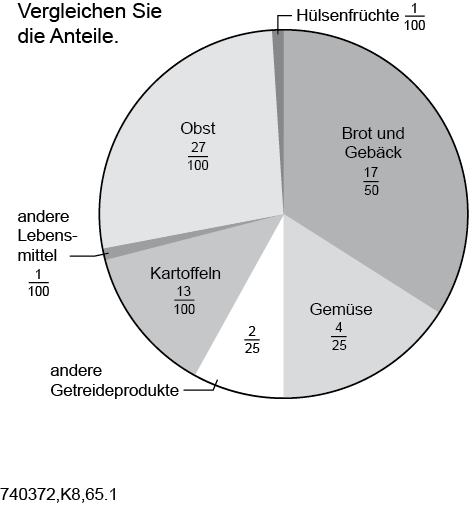 Vergleichen Sie
die Anteile.
Hülsenfrüchte 1/100
Obst
27/100
Brot und
Gebäck
17/50
andere
Lebens-
mittel
1/100
Kartoffeln
13/100
Gemüse
4/25
2/25
andere
Getreideprodukte
740372,K8,65.1